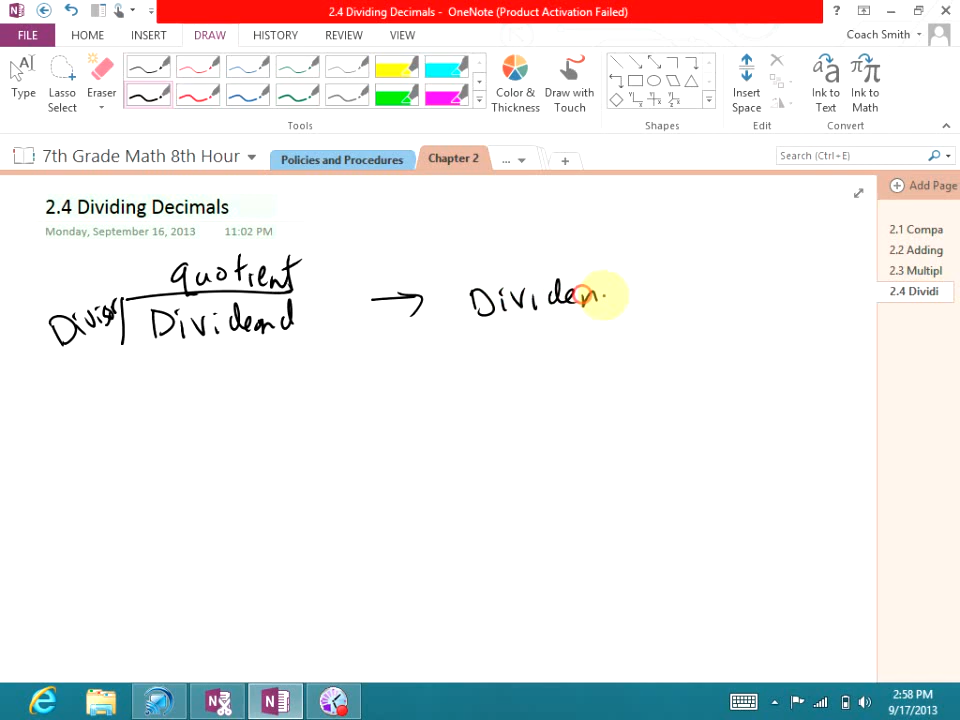 2.4 Dividing Decimals - OneNote (Product Activation Failed)
?
FILE HOME INSERT DRAW HISTORY REVIEW VIEW Coach Smith
Type Lasso Select Eraser
Color & Thickness
Draw with Touch
Insert Space
Ink to Text
Ink to Math
Tools Shapes Edit Convert
7th Grade Math 8th Hour Policies and Procedures Chapter 2 ... + Search (Ctrl+E)
Add Page
2.4 Dividing Decimals
Monday, September 16, 2013 11:02 PM
2.1 Compa
2.2 Adding
2.3 Multipl
2.4 Dividi
quotient
Divisor Dividend → Dividen
2:58 PM
9/17/2013